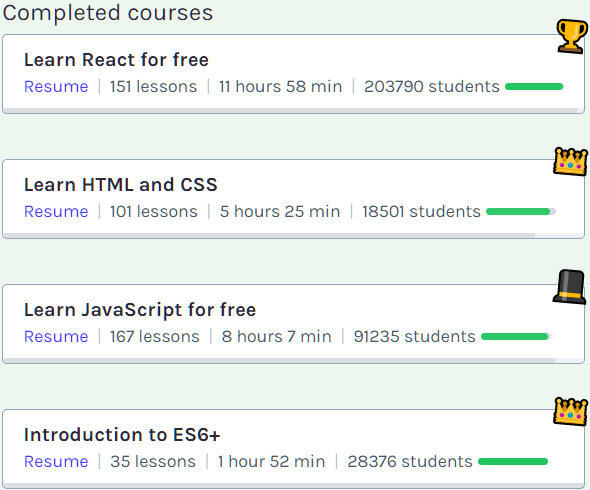 Completed courses
Learn React for free
Resume | 151 lessons | 11 hours 58 min | 203790 students
Learn HTML and CSS
Resume | 101 lessons | 5 hours 25 min | 18501 students
Learn JavaScript for free
Resume | 167 lessons | 8 hours 7 min | 91235 students
Introduction to ES6+
Resume | 35 lessons | 1 hour 52 min | 28376 students